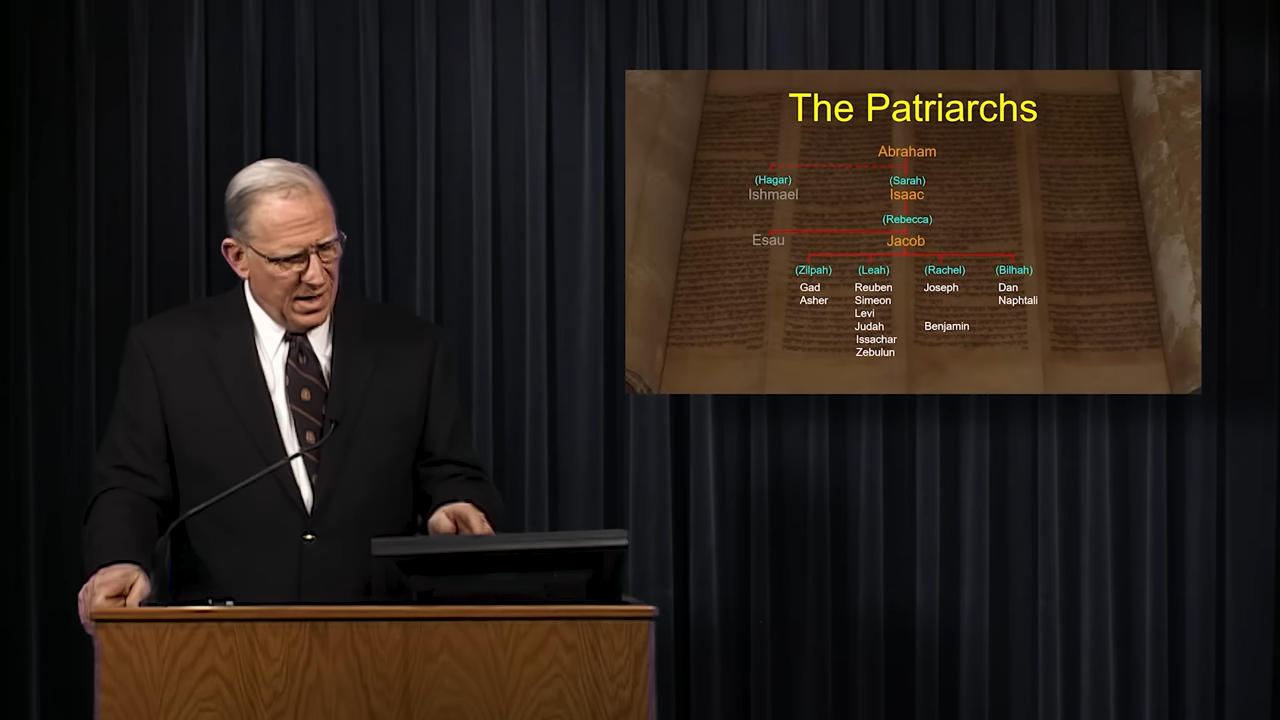 The Patriarchs
Abraham
(Hagar) (Sarah)
Ishmael Isaac
(Rebecca)
Esau Jacob
(Zilpah) (Leah) (Rachel) (Bilhah)
Gad Reuben Joseph Dan
Asher Simeon Naphtali
Levi
Judah Benjamin
Issachar
Zebulun